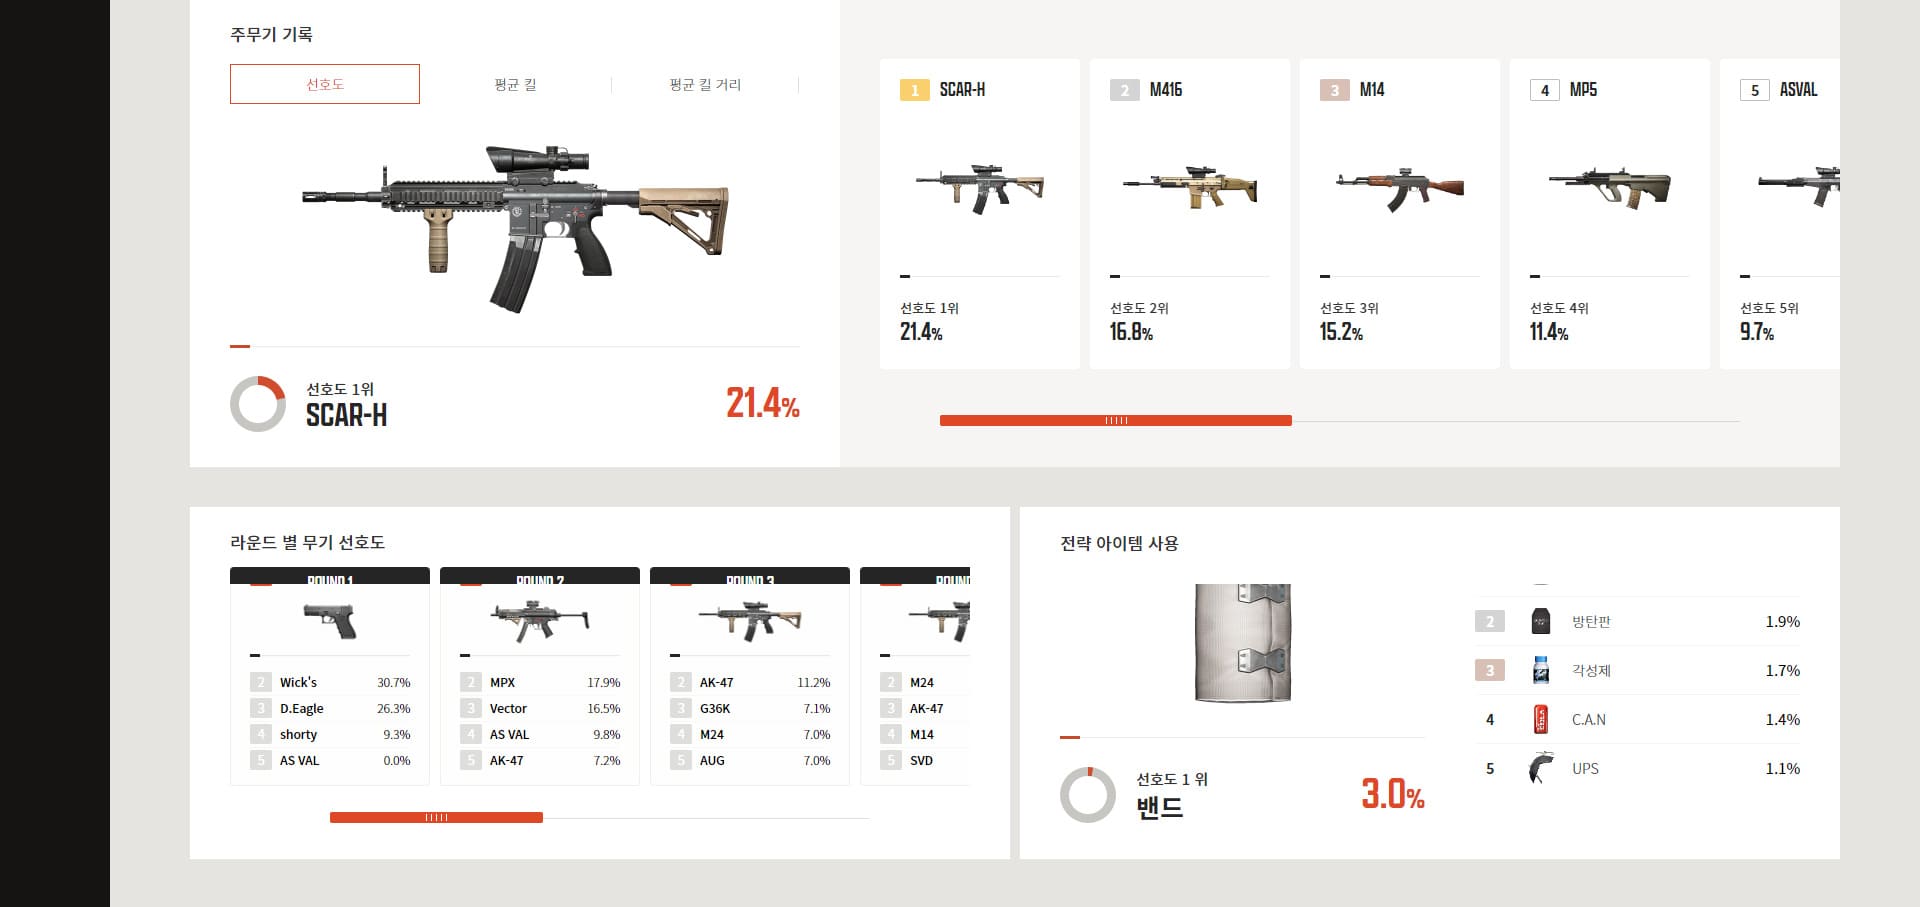 주무기 기록
선호도
평균 킬
평균 킬 거리
선호도 1위
SCAR-H
21.4%
1 SCAR-H
선호도 1위
21.4%
2 M416
선호도 2위
16.8%
3 M14
선호도 3위
15.2%
4 MP5
선호도 4위
11.4%
5 ASVAL
선호도 5위
9.7%
라운드 별 무기 선호도
ROUND 1
2 Wick's 30.7%
3 D.Eagle 26.3%
4 shorty 9.3%
5 AS VAL 0.0%
ROUND 2
2 MPX 17.9%
3 Vector 16.5%
4 AS VAL 9.8%
5 AK-47 7.2%
ROUND 3
2 AK-47 11.2%
3 G36K 7.1%
4 M24 7.0%
5 AUG 7.0%
ROUND
2 M24
3 AK-47
4 M14
5 SVD
전략 아이템 사용
선호도 1 위
밴드
3.0%
2 방탄판 1.9%
3 각성제 1.7%
4 C.A.N 1.4%
5 UPS 1.1%